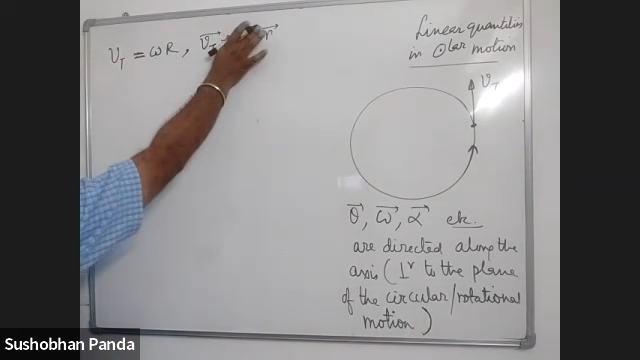 Linear quantities
in ⊙lar motion
V_T = ωR, →V_T
→r
V_T
→θ, →ω, →α etc.
are directed along the
axis (⊥r to the plane
of the circular/rotational
motion)
Sushobhan Panda